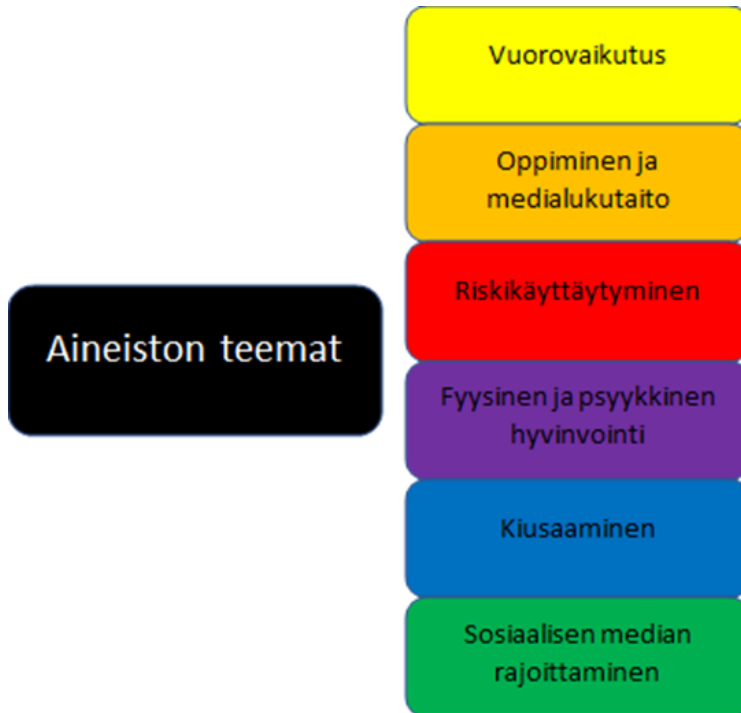 Aineiston teemat
Vuorovaikutus
Oppiminen ja
medialukutaito
Riskikäyttäytyminen
Fyysinen ja psyykkinen
hyvinvointi
Kiusaaminen
Sosiaalisen median
rajoittaminen